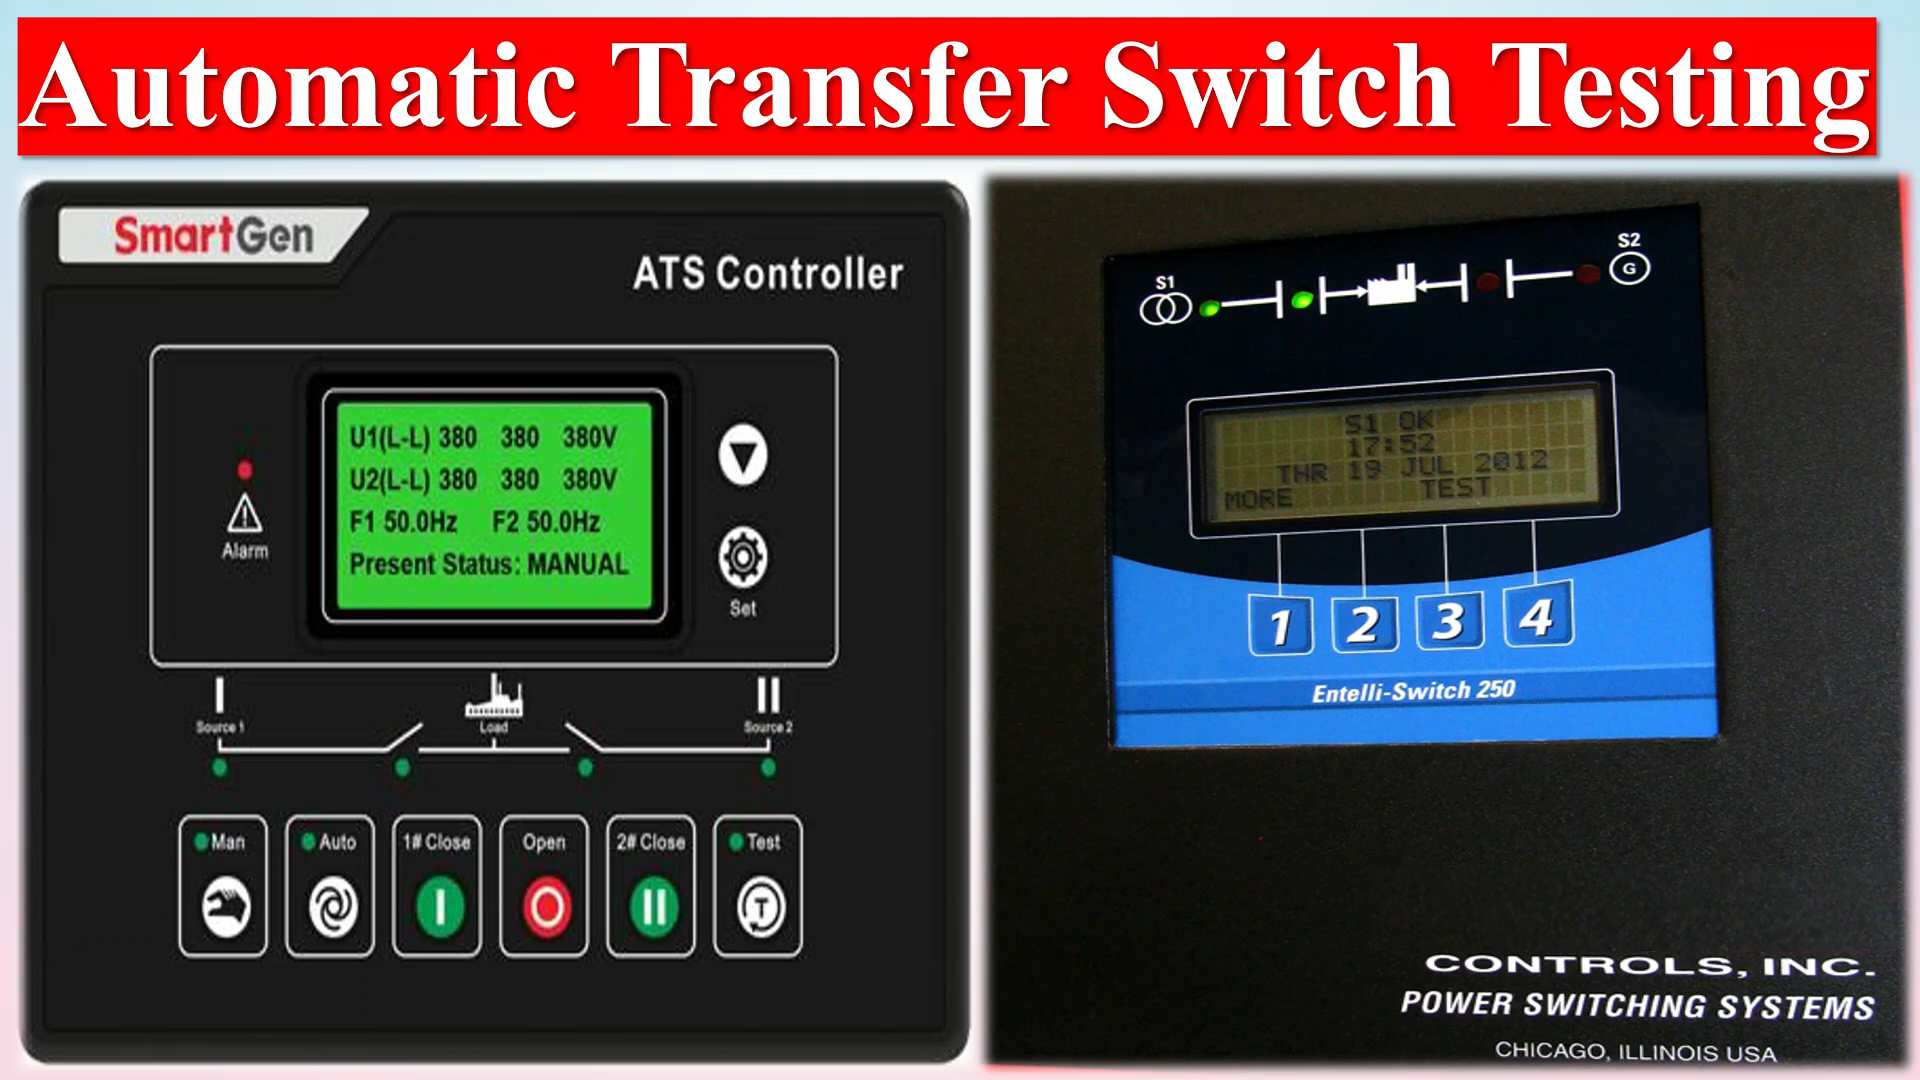 Automatic Transfer Switch Testing
SmartGen
ATS Controller
U1(L-L) 380 380 380V
U2(L-L) 380 380 380V
F1 50.0Hz F2 50.0Hz
Present Status: MANUAL
Alarm
Set
I
II
Source 1
Load
Source 2
Man
Auto
1# Close
Open
2# Close
Test
I
O
II
T
S1
S2
G
S1 OK
17:52
THR 19 JUL 2012
MORE TEST
1 2 3 4
Entelli-Switch 250
CONTROLS, INC.
POWER SWITCHING SYSTEMS
CHICAGO, ILLINOIS USA